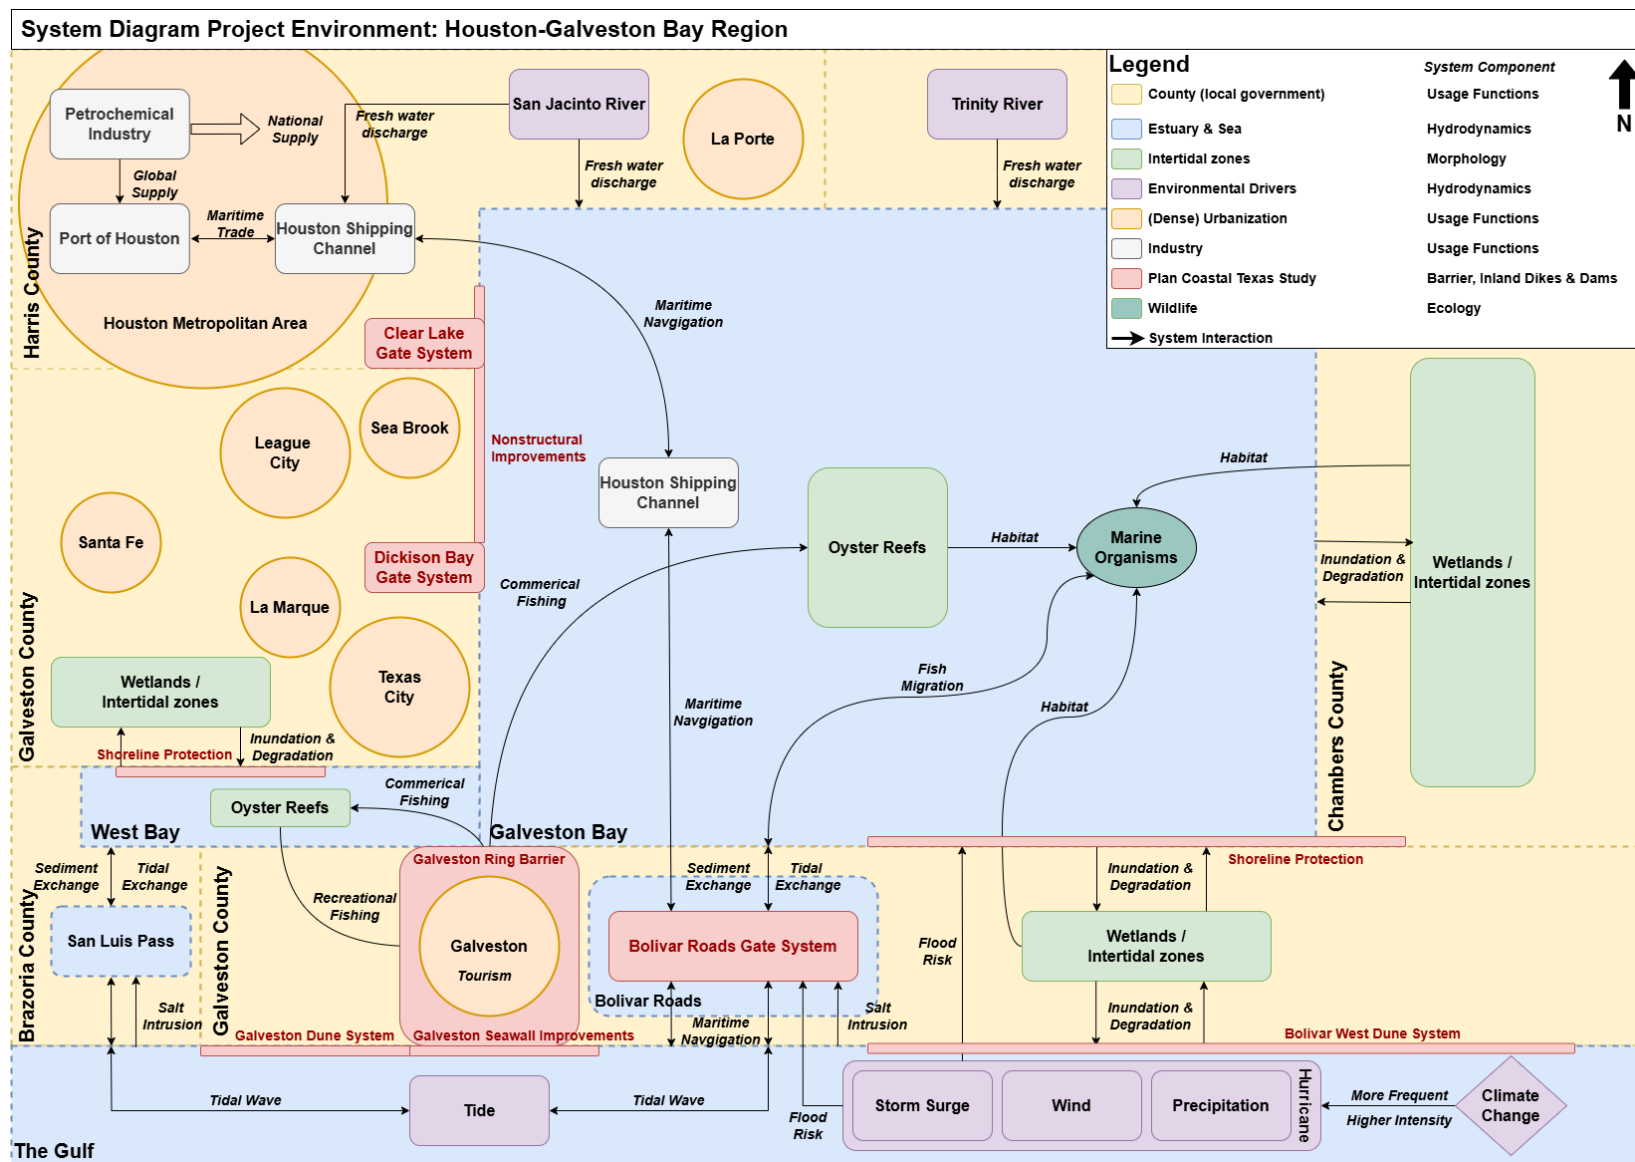 System Diagram Project Environment: Houston-Galveston Bay Region
Legend
System Component
County (local government)
Usage Functions
Estuary & Sea
Hydrodynamics
Intertidal zones
Morphology
Environmental Drivers
Hydrodynamics
(Dense) Urbanization
Usage Functions
Industry
Usage Functions
Plan Coastal Texas Study
Barrier, Inland Dikes & Dams
Wildlife
Ecology
System Interaction
N
Petrochemical
Industry
National
Supply
Global
Supply
Port of Houston
Maritime
Trade
Houston Shipping
Channel
Fresh water
discharge
San Jacinto River
Fresh water
discharge
La Porte
Trinity River
Fresh water
discharge
Harris County
Houston Metropolitan Area
Clear Lake
Gate System
Maritime
Navgigation
League
City
Sea Brook
Nonstructural
Improvements
Houston Shipping
Channel
Santa Fe
Dickison Bay
Gate System
La Marque
Commerical
Fishing
Oyster Reefs
Habitat
Marine
Organisms
Habitat
Inundation &
Degradation
Wetlands /
Intertidal zones
Galveston County
Wetlands /
Intertidal zones
Texas
City
Shoreline Protection
Inundation &
Degradation
Maritime
Navgigation
Fish
Migration
Habitat
Chambers County
Oyster Reefs
Commerical
Fishing
West Bay
Galveston Bay
Sediment
Exchange
Tidal
Exchange
Brazoria County
San Luis Pass
Salt
Intrusion
Galveston County
Recreational
Fishing
Galveston Ring Barrier
Galveston
Tourism
Galveston Dune System
Galveston Seawall Improvements
Sediment
Exchange
Tidal
Exchange
Bolivar Roads Gate System
Bolivar Roads
Maritime
Navgigation
Salt
Intrusion
Flood
Risk
Shoreline Protection
Inundation &
Degradation
Wetlands /
Intertidal zones
Inundation &
Degradation
Bolivar West Dune System
Tidal Wave
Tide
Tidal Wave
Flood
Risk
Storm Surge
Wind
Precipitation
Hurricane
More Frequent
Higher Intensity
Climate
Change
The Gulf